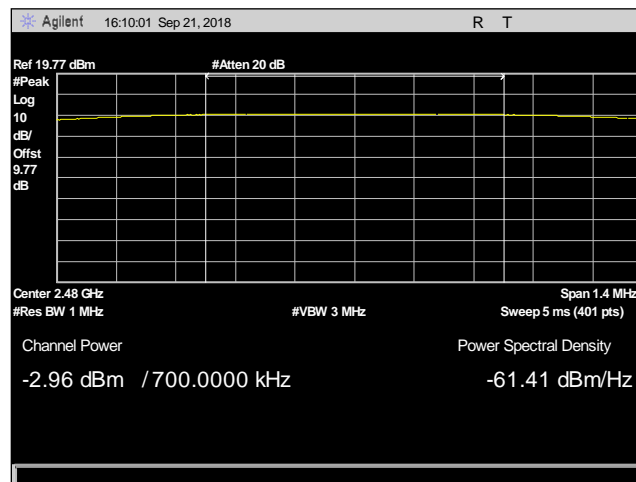 Agilent 16:10:01 Sep 21, 2018 R T
Ref 19.77 dBm #Atten 20 dB
#Peak
Log
10
dB/
Offst
9.77
dB
Center 2.48 GHz Span 1.4 MHz
#Res BW 1 MHz #VBW 3 MHz Sweep 5 ms (401 pts)
Channel Power Power Spectral Density
-2.96 dBm / 700.0000 kHz -61.41 dBm/Hz